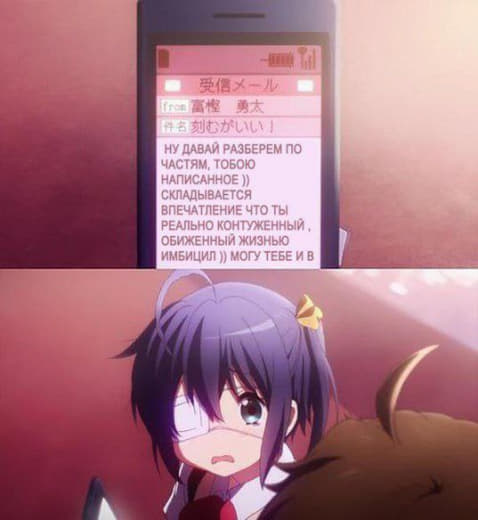 受信メール
from 富樫 勇太
件名 刻むがいい!
НУ ДАВАЙ РАЗБЕРЕМ ПО
ЧАСТЯМ, ТОБОЮ
НАПИСАННОЕ ))
СКЛАДЫВАЕТСЯ
ВПЕЧАТЛЕНИЕ ЧТО ТЫ
РЕАЛЬНО КОНТУЖЕННЫЙ ,
ОБИЖЕННЫЙ ЖИЗНЬЮ
ИМБИЦИЛ )) МОГУ ТЕБЕ И В